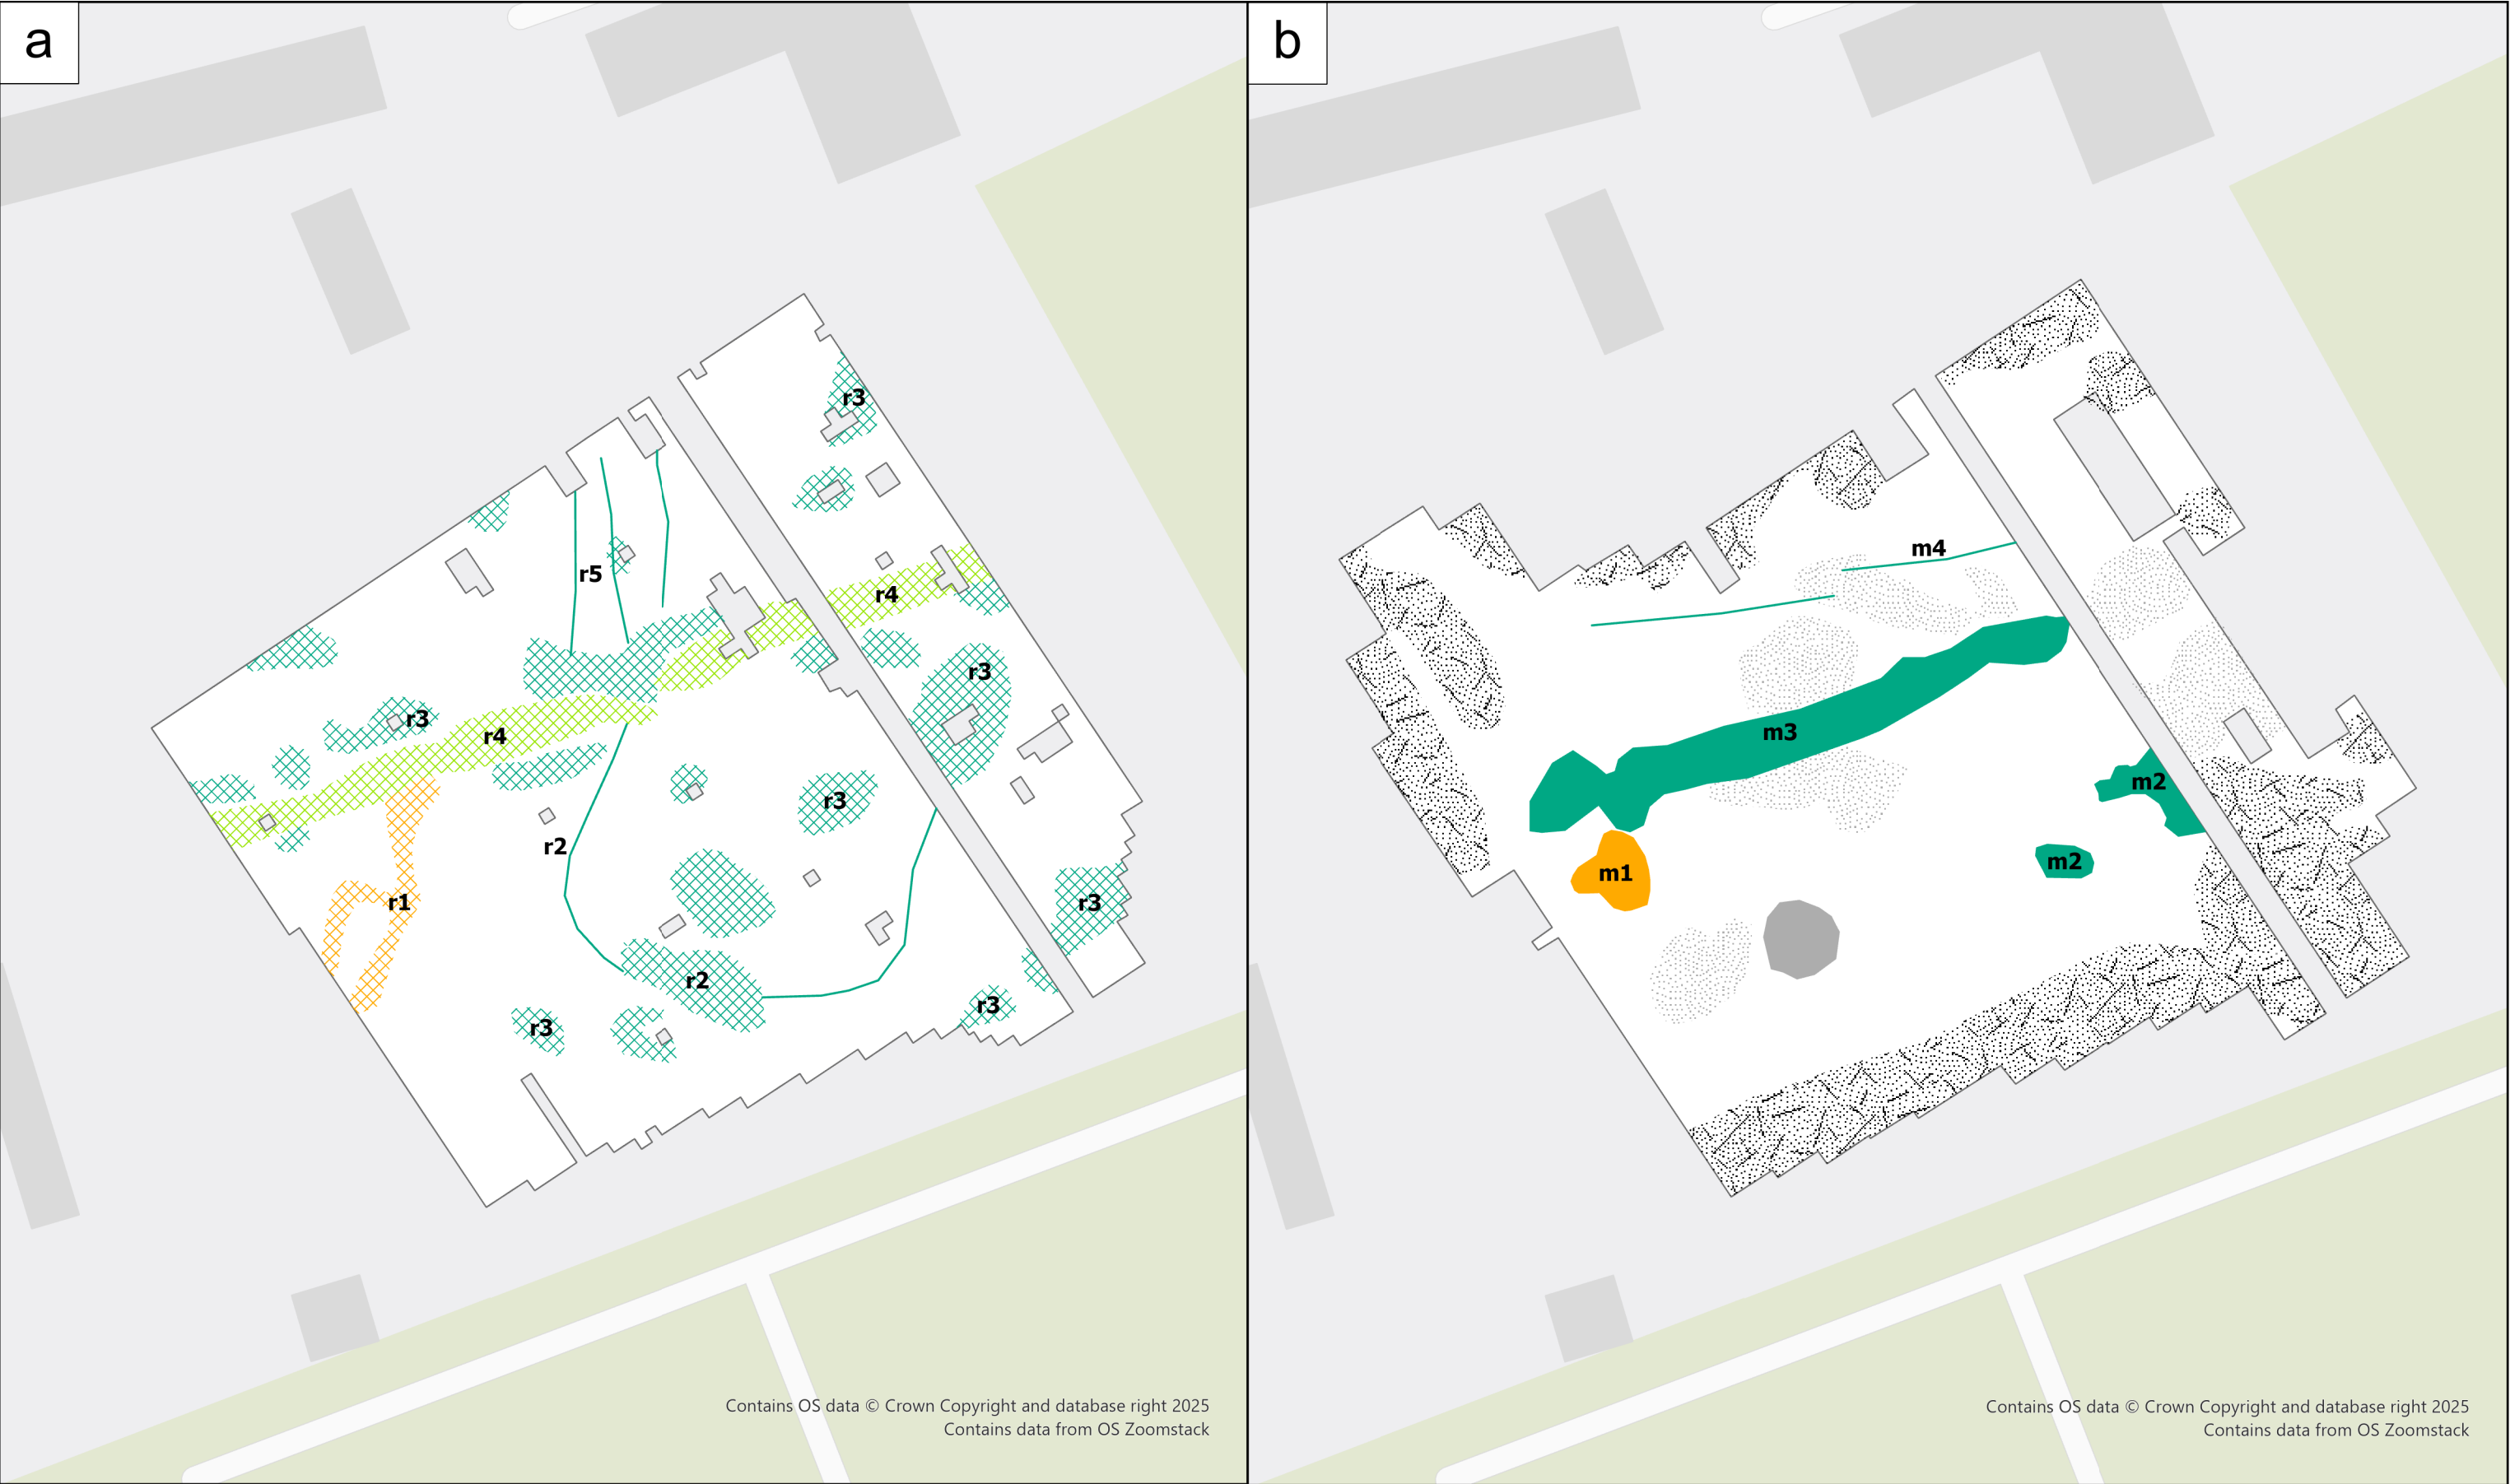 a
r3
r5
r4
r3
r3
r4
r3
r2
r1
r3
r2
r3
r3
Contains OS data © Crown Copyright and database right 2025
Contains data from OS Zoomstack
b
m4
m3
m2
m2
m1
Contains OS data © Crown Copyright and database right 2025
Contains data from OS Zoomstack